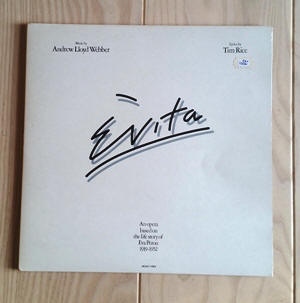 Music by
Andrew Lloyd Webber
Lyrics by
Tim Rice
Evita
An opera
based on
the life story of
Eva Peron
1919-1952